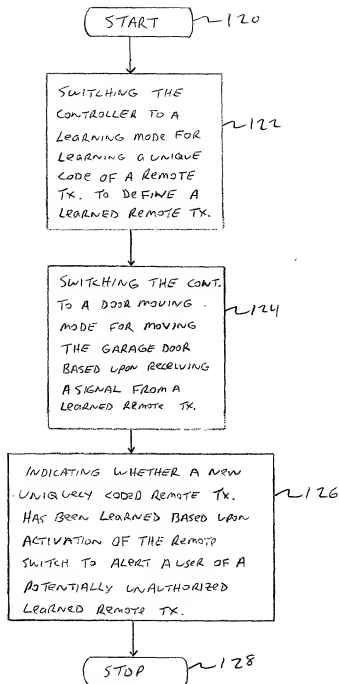 START
120
SWITCHING THE
CONTROLLER TO A
LEARNING MODE FOR
LEARNING A UNIQUE
CODE OF A REMOTE
TX. TO DEFINE A
LEARNED REMOTE TX.
122
SWITCHING THE CONT.
TO A DOOR MOVING
MODE FOR MOVING
THE GARAGE DOOR
BASED UPON RECEIVING
A SIGNAL FROM A
LEARNED REMOTE TX.
124
INDICATING WHETHER A NEW
UNIQUELY CODED REMOTE TX.
HAS BEEN LEARNED BASED UPON
ACTIVATION OF THE REMOTE
SWITCH TO ALERT A USER OF A
POTENTIALLY UNAUTHORIZED
LEARNED REMOTE TX.
126
STOP
128